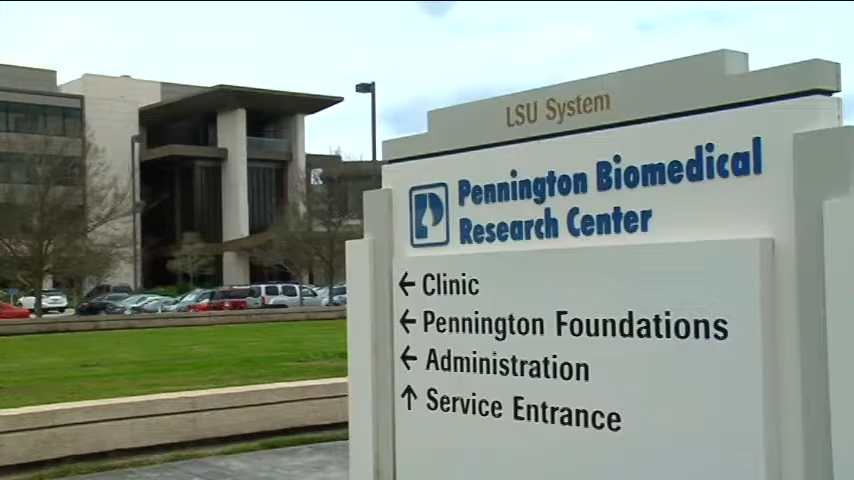 LSU System
Pennington Biomedical
Research Center
← Clinic
← Pennington Foundations
← Administration
↑ Service Entrance